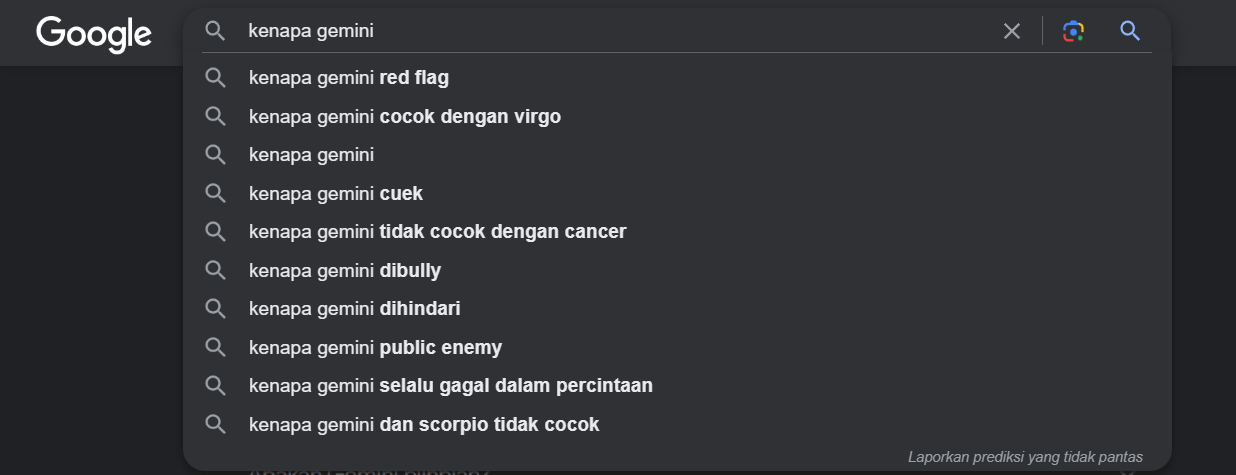 Google
kenapa gemini
kenapa gemini red flag
kenapa gemini cocok dengan virgo
kenapa gemini
kenapa gemini cuek
kenapa gemini tidak cocok dengan cancer
kenapa gemini dibully
kenapa gemini dihindari
kenapa gemini public enemy
kenapa gemini selalu gagal dalam percintaan
kenapa gemini dan scorpio tidak cocok
Laporkan prediksi yang tidak pantas